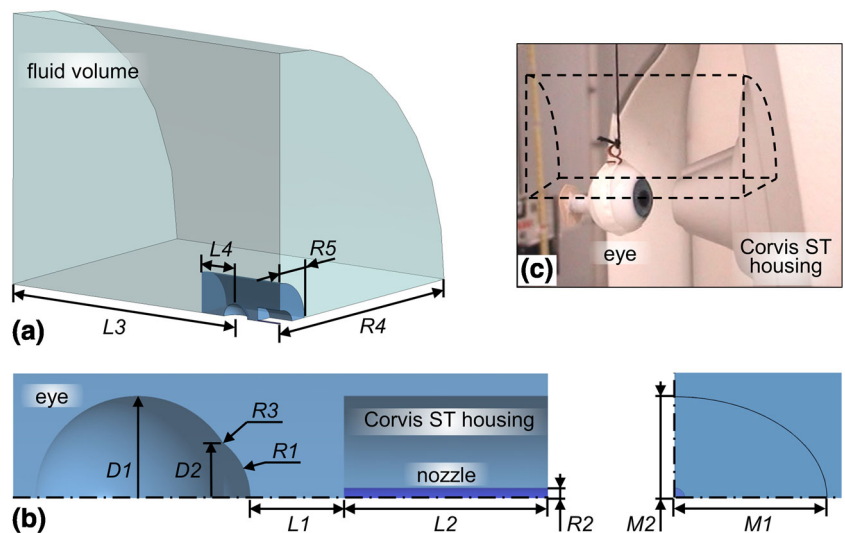 fluid volume
L4
R5
L3
R4
(a)
eye
Corvis ST
housing
(c)
eye
R3
R1
D1
D2
Corvis ST housing
nozzle
L1
L2
R2
M2
M1
(b)